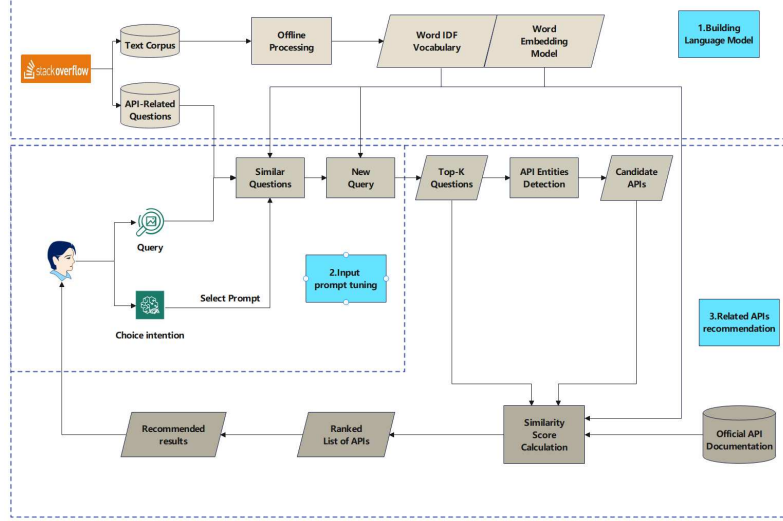 Text Corpus
Offline
Processing
Word IDF
Vocabulary
Word
Embedding
Model
1.Building
Language Model
stackoverflow
API-Related
Questions
Similar
Questions
New
Query
Top-K
Questions
API Entities
Detection
Candidate
APIs
Query
2.Input
prompt tuning
Select Prompt
Choice intention
3.Related APIs
recommendation
Recommended
results
Ranked
List of APIs
Similarity
Score
Calculation
Official API
Documentation